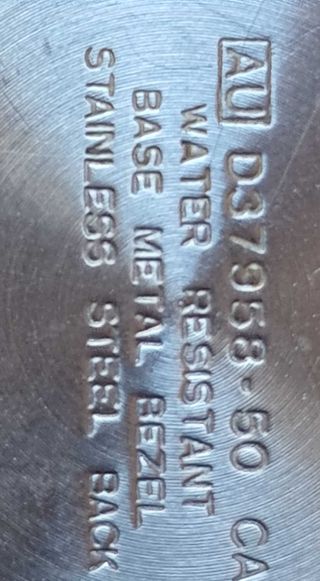 AU D37958-50 CA
WATER RESISTANT
BASE METAL BEZEL
STAINLESS STEEL BACK